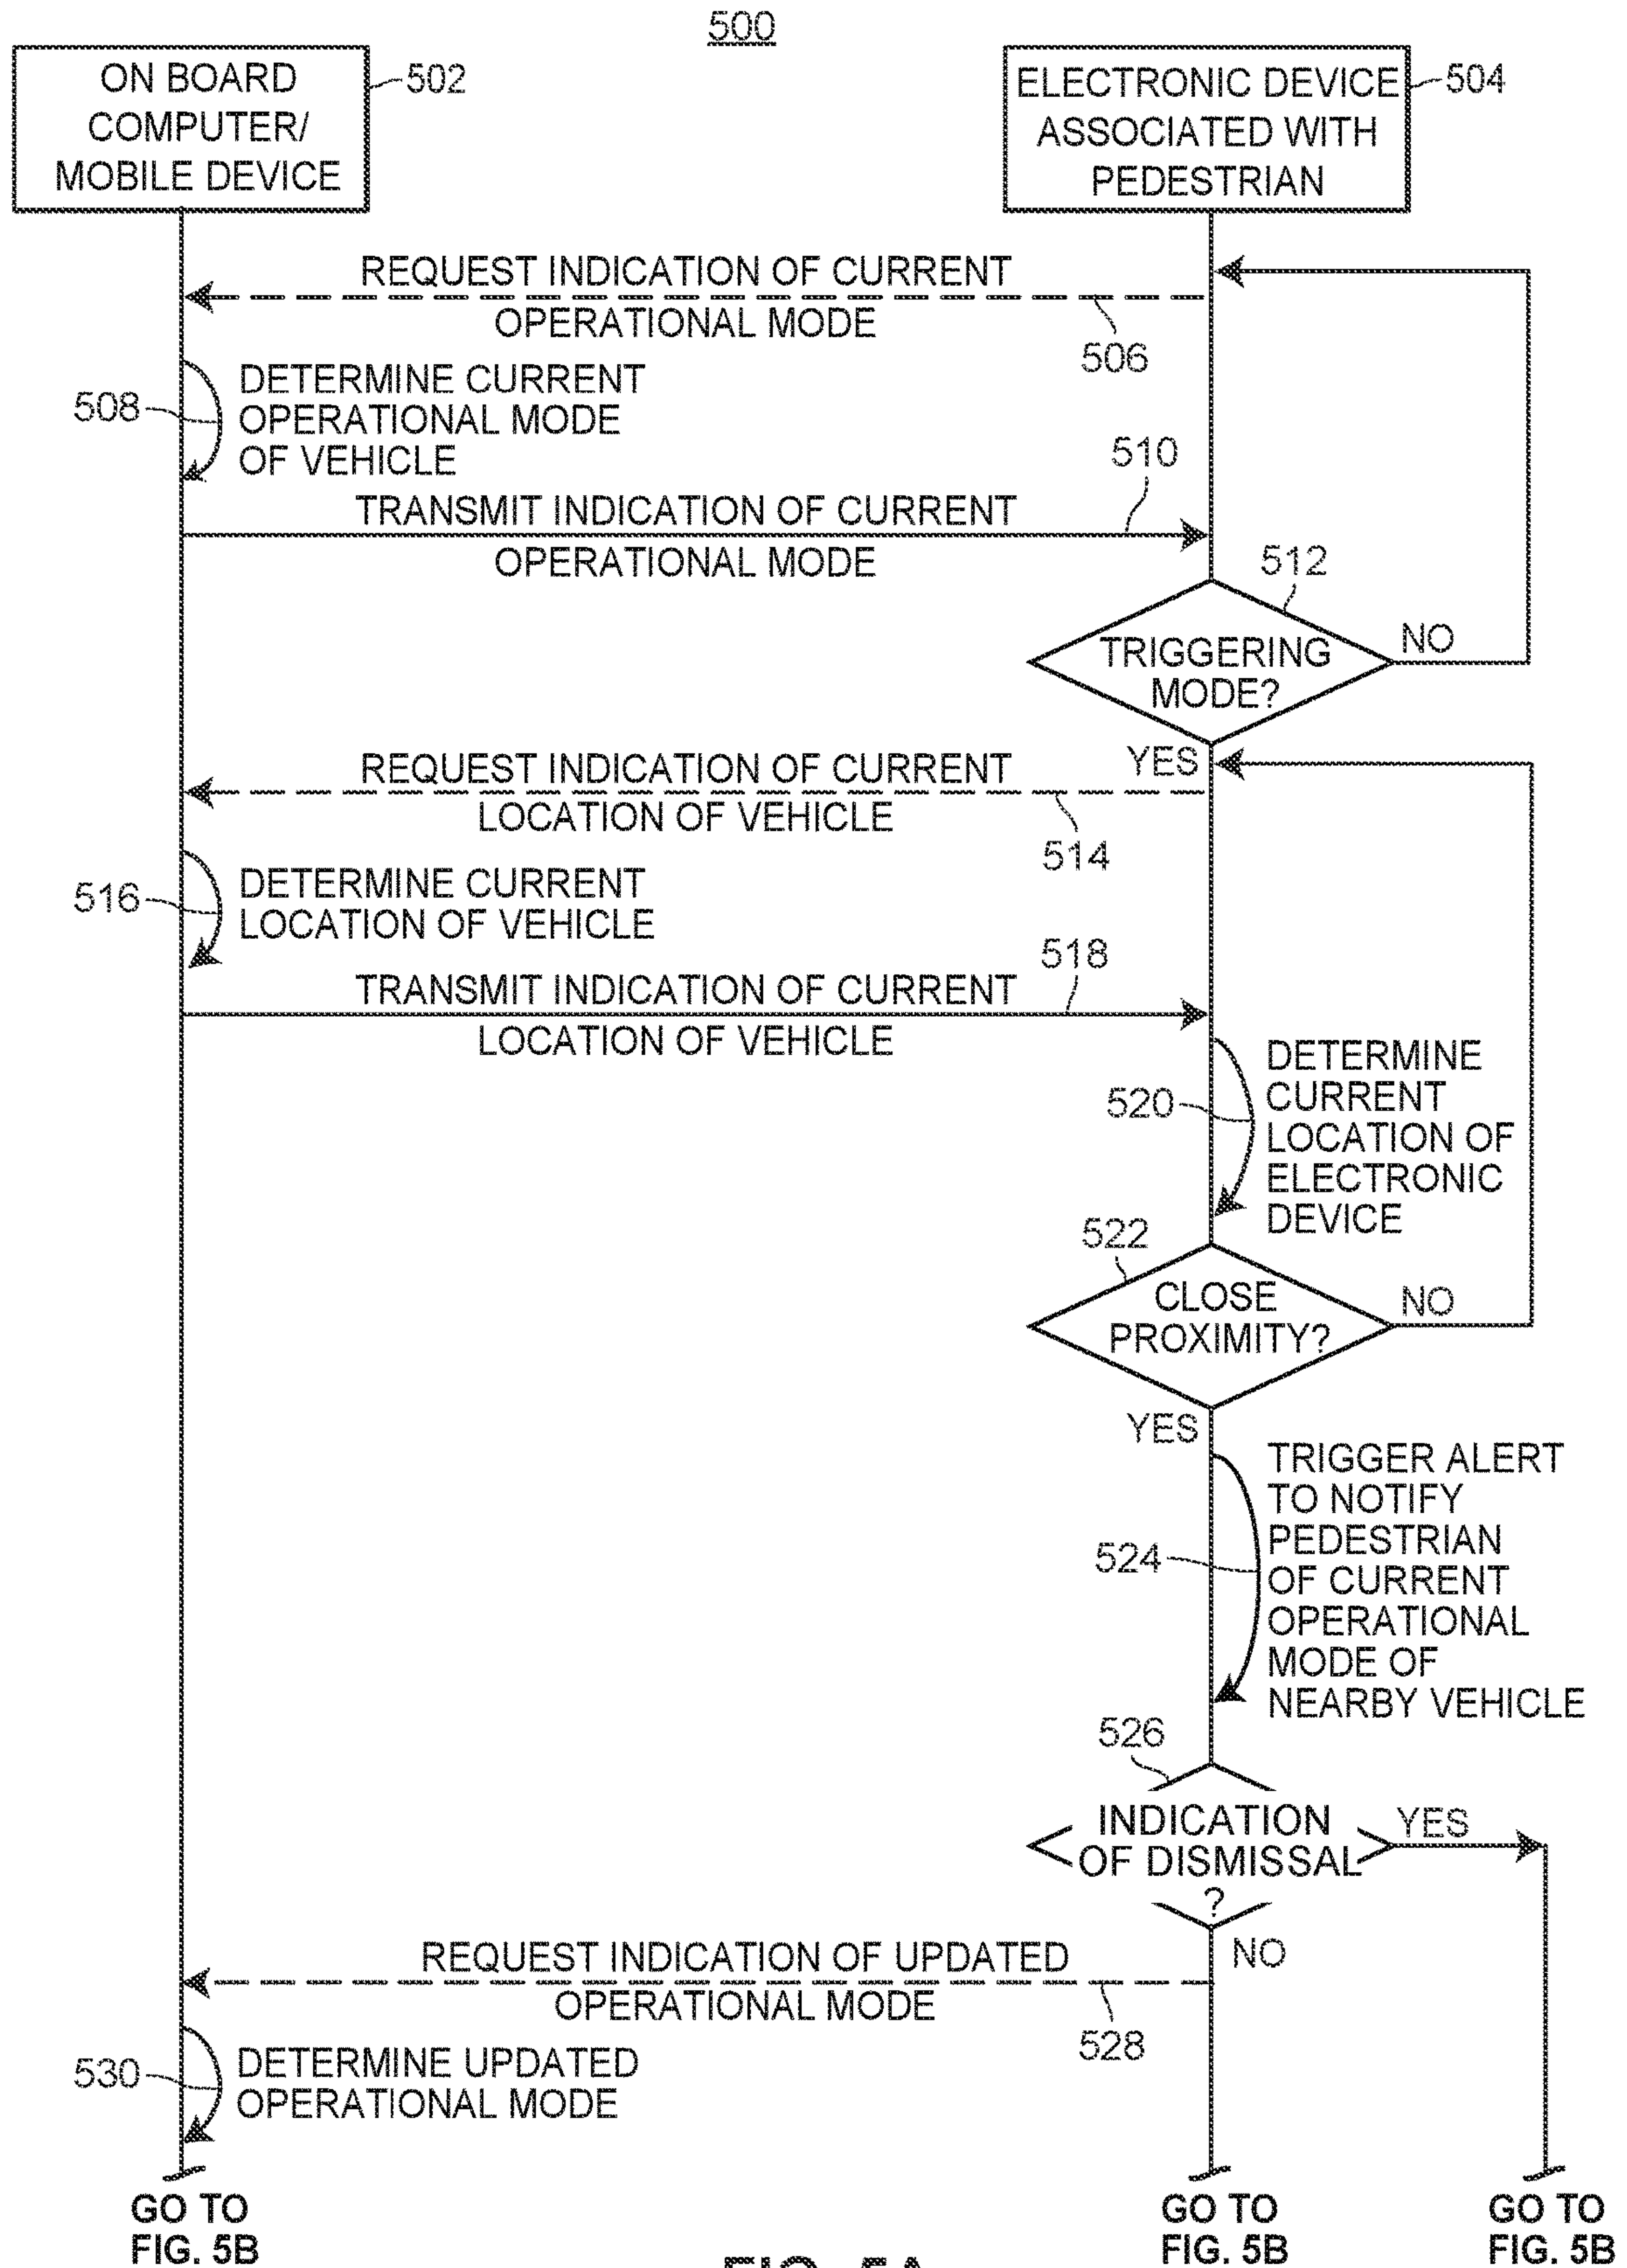 500
ON BOARD
COMPUTER/
MOBILE DEVICE
502
ELECTRONIC DEVICE
ASSOCIATED WITH
PEDESTRIAN
504
REQUEST INDICATION OF CURRENT
OPERATIONAL MODE
506
508
DETERMINE CURRENT
OPERATIONAL MODE
OF VEHICLE
510
TRANSMIT INDICATION OF CURRENT
OPERATIONAL MODE
512
TRIGGERING
MODE?
NO
YES
REQUEST INDICATION OF CURRENT
LOCATION OF VEHICLE
514
516
DETERMINE CURRENT
LOCATION OF VEHICLE
518
TRANSMIT INDICATION OF CURRENT
LOCATION OF VEHICLE
520
DETERMINE
CURRENT
LOCATION OF
ELECTRONIC
DEVICE
522
CLOSE
PROXIMITY?
NO
YES
524
TRIGGER ALERT
TO NOTIFY
PEDESTRIAN
OF CURRENT
OPERATIONAL
MODE OF
NEARBY VEHICLE
526
INDICATION
OF DISMISSAL
?
YES
NO
REQUEST INDICATION OF UPDATED
OPERATIONAL MODE
528
530
DETERMINE UPDATED
OPERATIONAL MODE
GO TO
FIG. 5B
GO TO
FIG. 5B
GO TO
FIG. 5B
FIG. 5A